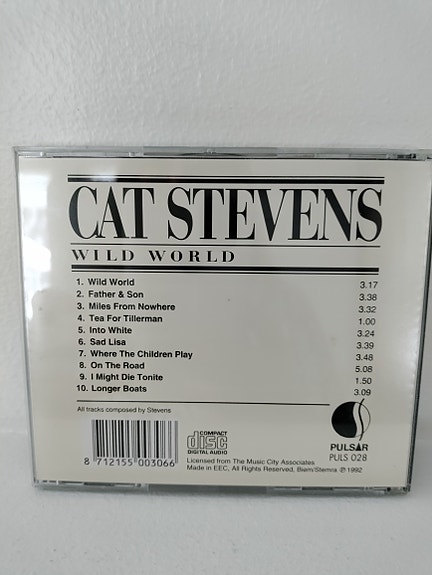 CAT STEVENS
WILD WORLD
1. Wild World 3.17
2. Father & Son 3.38
3. Miles From Nowhere 3.32
4. Tea For Tillerman 1.00
5. Into White 3.24
6. Sad Lisa 3.39
7. Where The Children Play 3.48
8. On The Road 5.08
9. I Might Die Tonite 1.50
10. Longer Boats 3.09
All tracks composed by Stevens
8 712155 003066
COMPACT
disc
DIGITAL AUDIO
Licensed from The Music City Associates
Made in EEC, All Rights Reserved, Biem/Stemra ℗ 1992
PULSAR
PULS 028